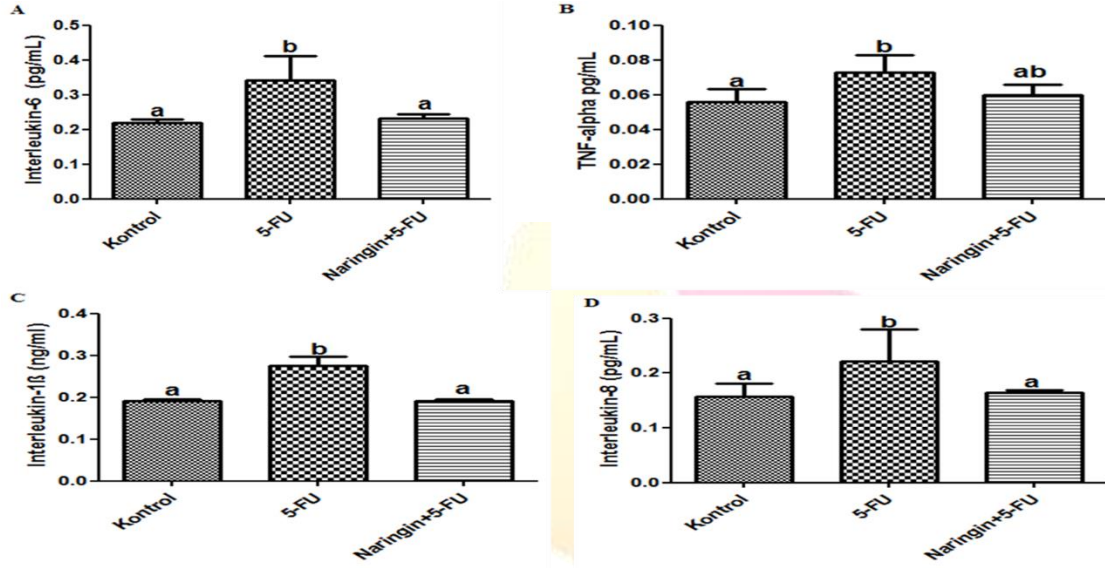 A
Interleukin-6 (pg/mL)
0.5
0.4
0.3
0.2
0.1
0.0
a
b
a
Kontrol
5-FU
Naringin+5-FU
B
TNF-alpha pg/mL
0.10
0.08
0.06
0.04
0.02
0.00
a
b
ab
Kontrol
5-FU
Naringin+5-FU
C
Interleukin-1ß (ng/ml)
0.4
0.3
0.2
0.1
0.0
a
b
a
Kontrol
5-FU
Naringin+5-FU
D
Interleukin-8 (pg/mL)
0.3
0.2
0.1
0.0
a
b
a
Kontrol
5-FU
Naringin+5-FU